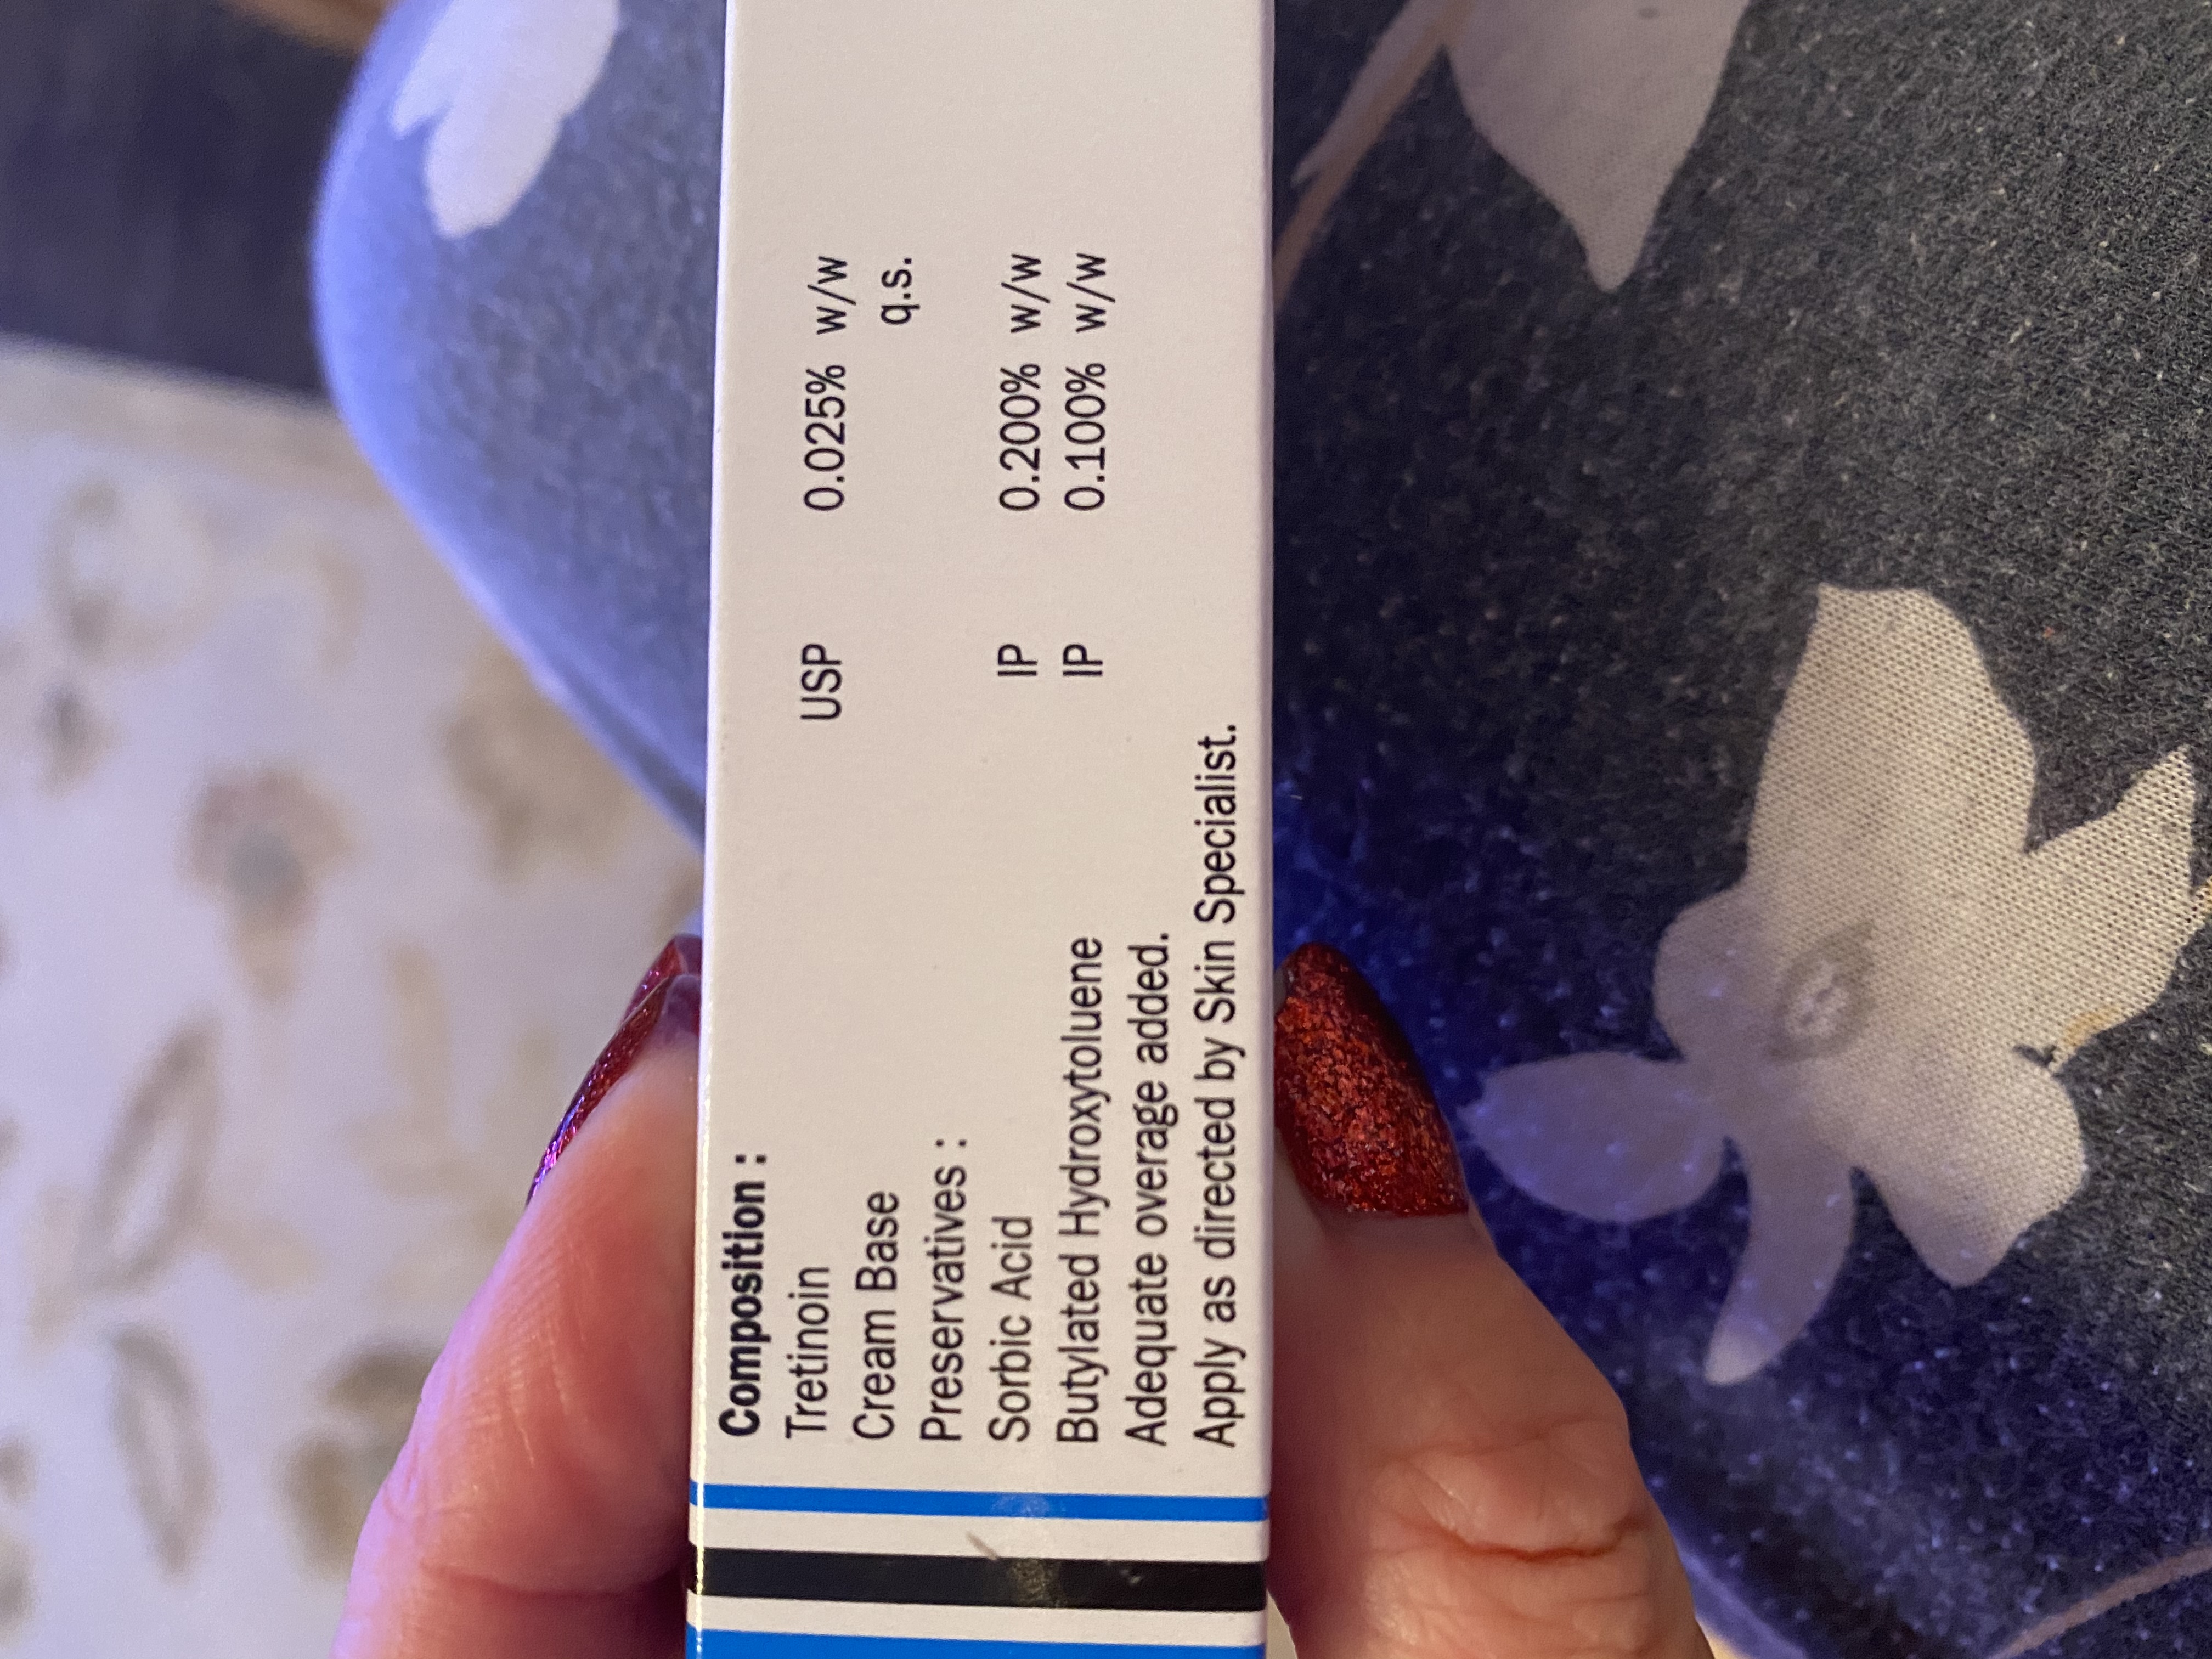 Composition :
Tretinoin USP 0.025% w/w
Cream Base q.s.
Preservatives :
Sorbic Acid IP 0.200% w/w
Butylated Hydroxytoluene IP 0.100% w/w
Adequate overage added.
Apply as directed by Skin Specialist.